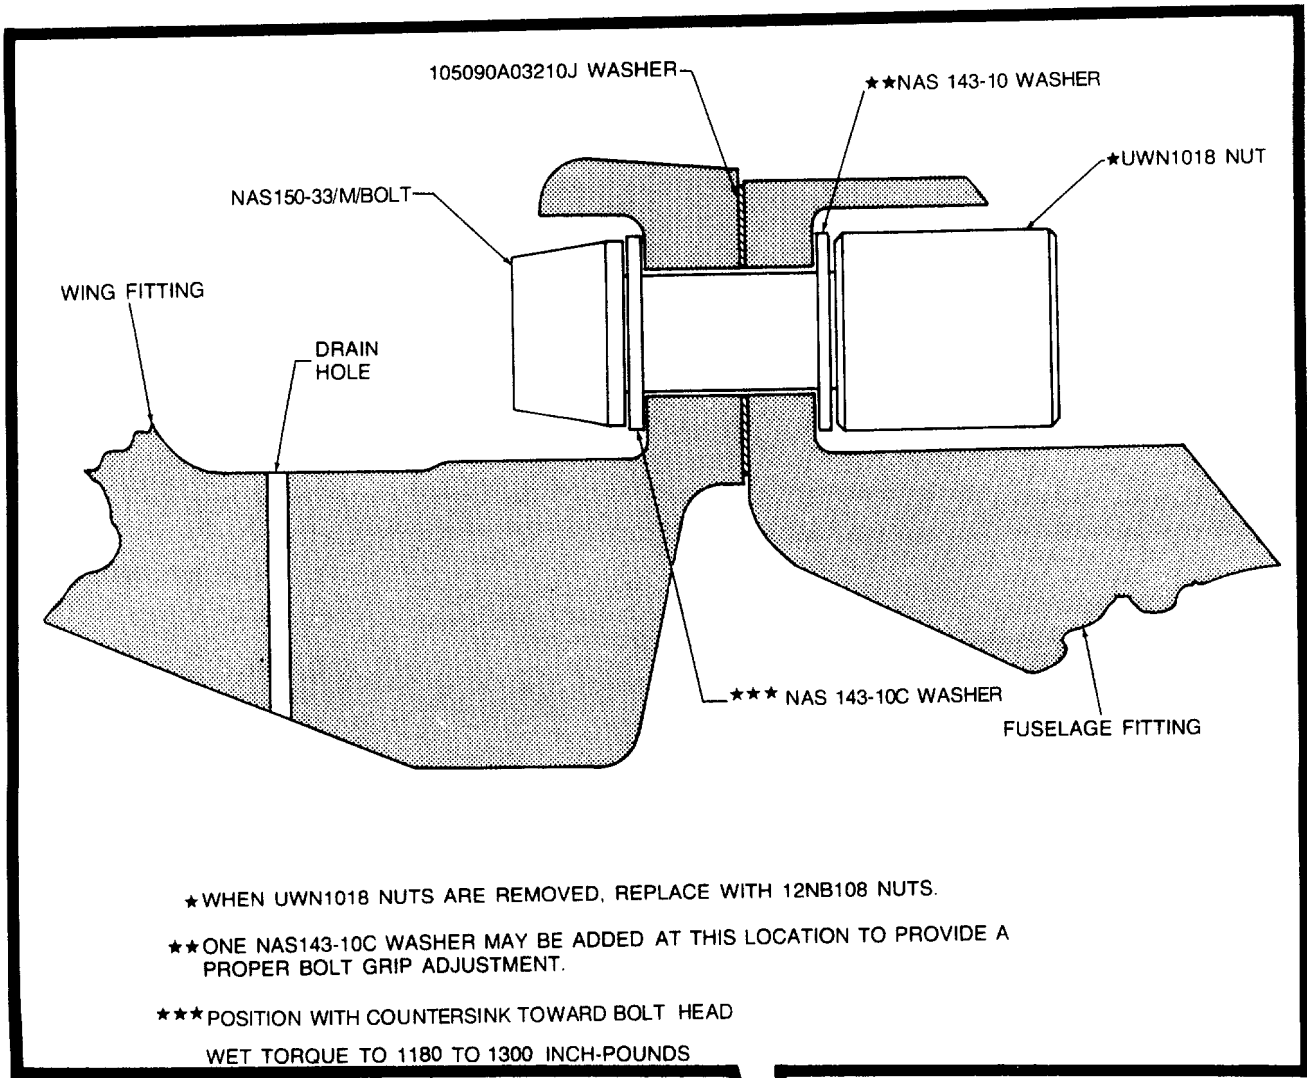 105090A03210J WASHER
★★NAS 143-10 WASHER
★UWN1018 NUT
NAS150-33/M/BOLT
WING FITTING
DRAIN
HOLE
★★★ NAS 143-10C WASHER
FUSELAGE FITTING
★WHEN UWN1018 NUTS ARE REMOVED, REPLACE WITH 12NB108 NUTS.
★★ONE NAS143-10C WASHER MAY BE ADDED AT THIS LOCATION TO PROVIDE A
PROPER BOLT GRIP ADJUSTMENT.
★★★POSITION WITH COUNTERSINK TOWARD BOLT HEAD
WET TORQUE TO 1180 TO 1300 INCH-POUNDS